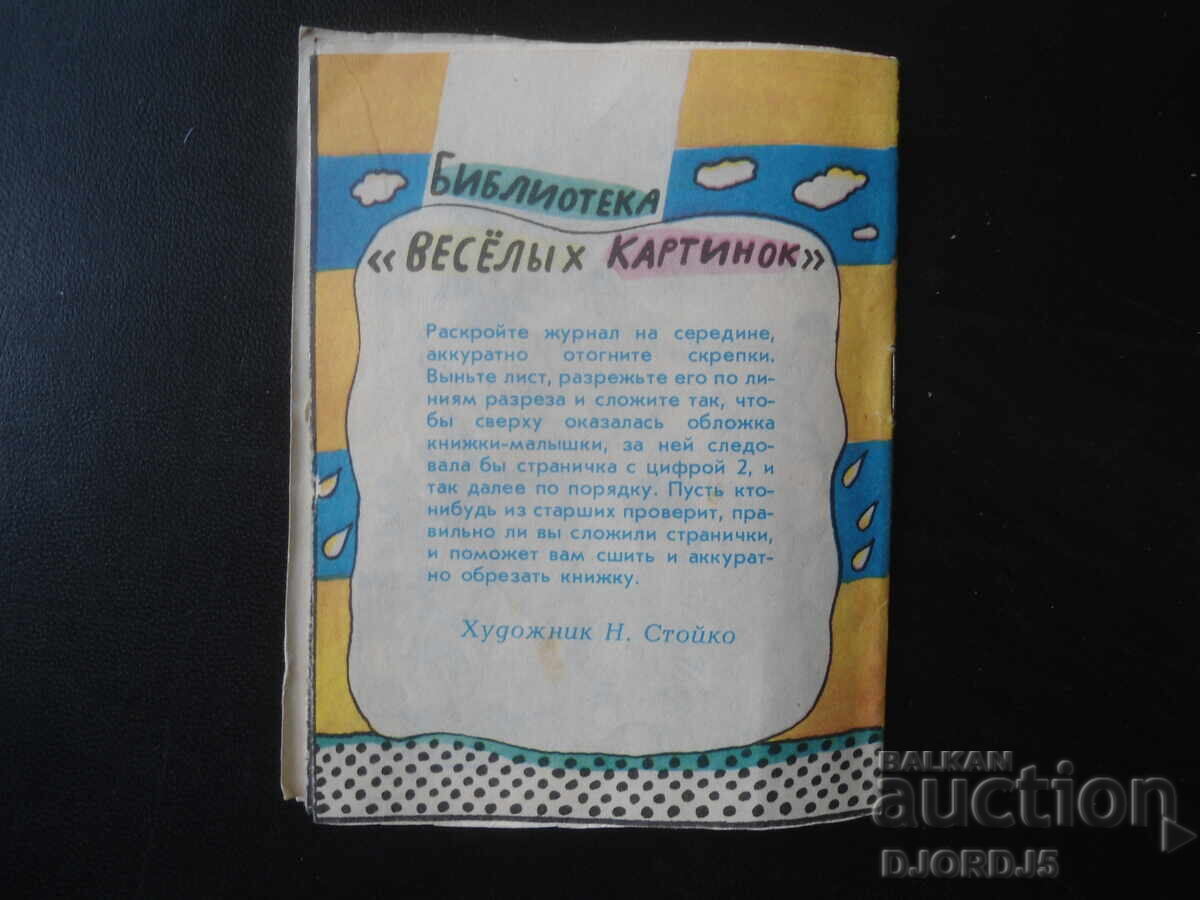 БИБЛИОТЕКА
«ВЕСЁЛЫХ КАРТИНОК»
Раскройте журнал на середине,
аккуратно отогните скрепки.
Выньте лист, разрежьте его по ли-
ниям разреза и сложите так, что-
бы сверху оказалась обложка
книжки-малышки, за ней следо-
вала бы страничка с цифрой 2, и
так далее по порядку. Пусть кто-
нибудь из старших проверит, пра-
вильно ли вы сложили странички,
и поможет вам сшить и аккурат-
но обрезать книжку.
Художник Н. Стойко
BALKAN
auction
DJORDJ5